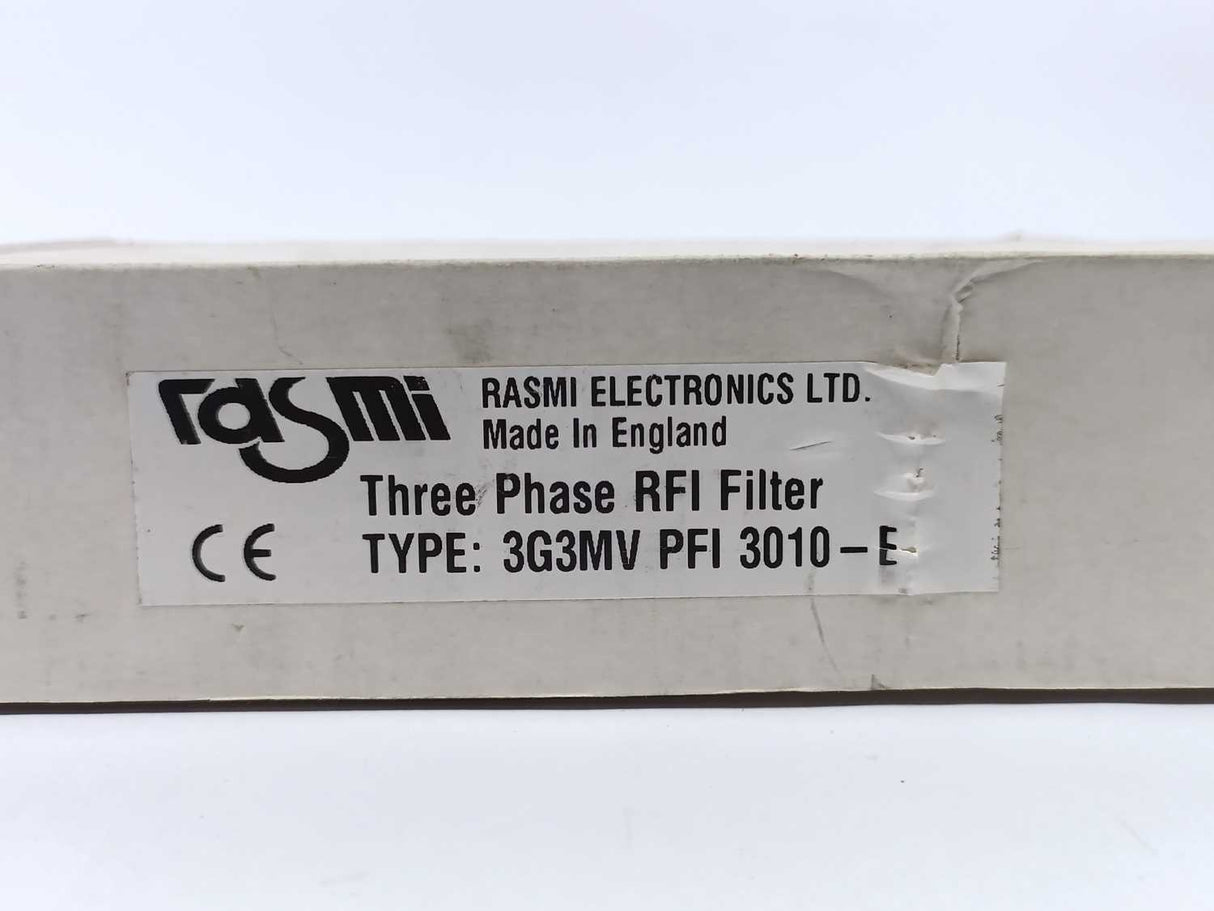 rasmi
RASMI ELECTRONICS LTD.
Made In England
Three Phase RFI Filter
CE
TYPE: 3G3MV PFI 3010-E